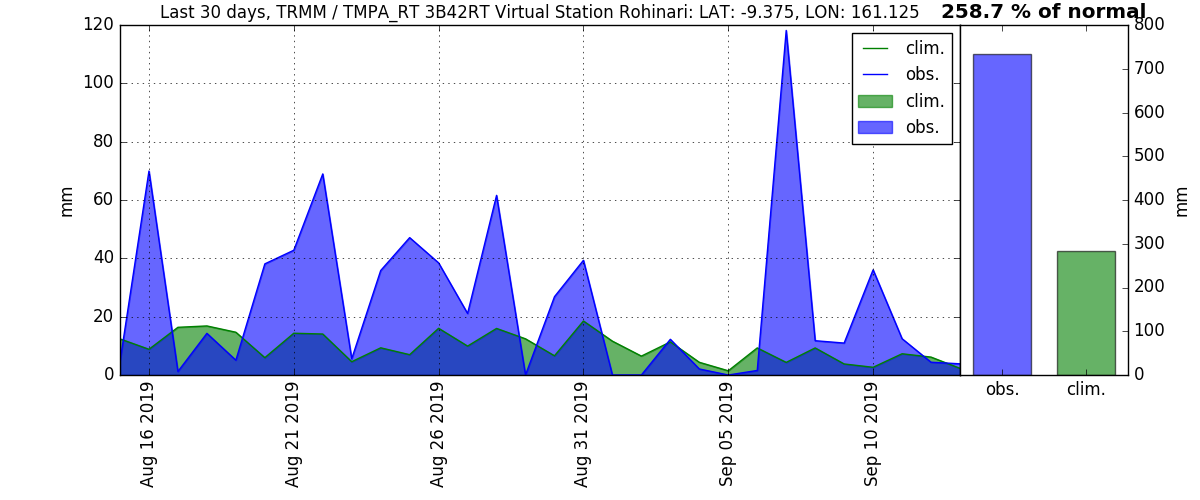 Last 30 days, TRMM / TMPA_RT 3B42RT Virtual Station Rohinari: LAT: -9.375, LON: 161.125
258.7 % of normal
120
100
80
60
40
20
0
mm
clim.
obs.
clim.
obs.
Aug 16 2019
Aug 21 2019
Aug 26 2019
Aug 31 2019
Sep 05 2019
Sep 10 2019
800
700
600
500
400
300
200
100
0
mm
obs.
clim.